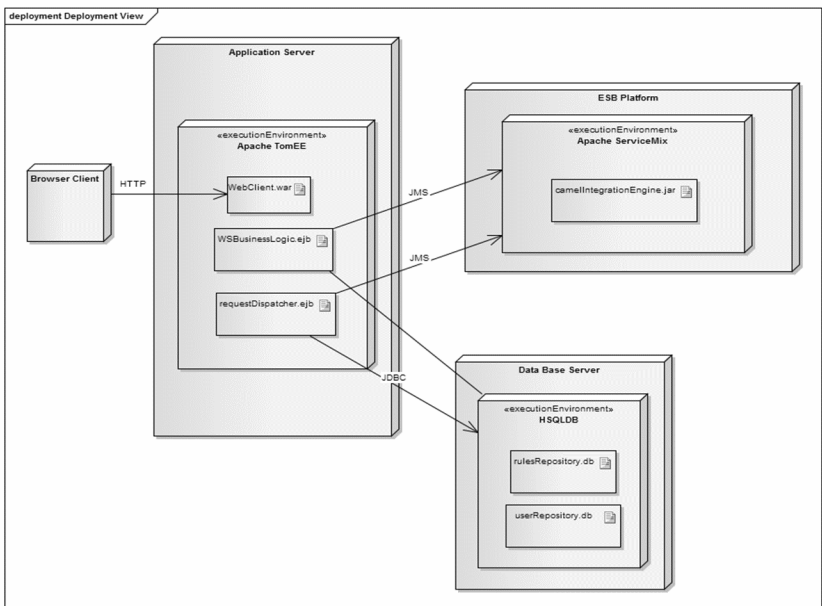 deployment Deployment View
Application Server
«executionEnvironment»
Apache TomEE
Browser Client
HTTP
WebClient.war
WSBusinessLogic.ejb
requestDispatcher.ejb
JMS
JMS
JDBC
ESB Platform
«executionEnvironment»
Apache ServiceMix
camelIntegrationEngine.jar
Data Base Server
«executionEnvironment»
HSQLDB
rulesRepository.db
userRepository.db